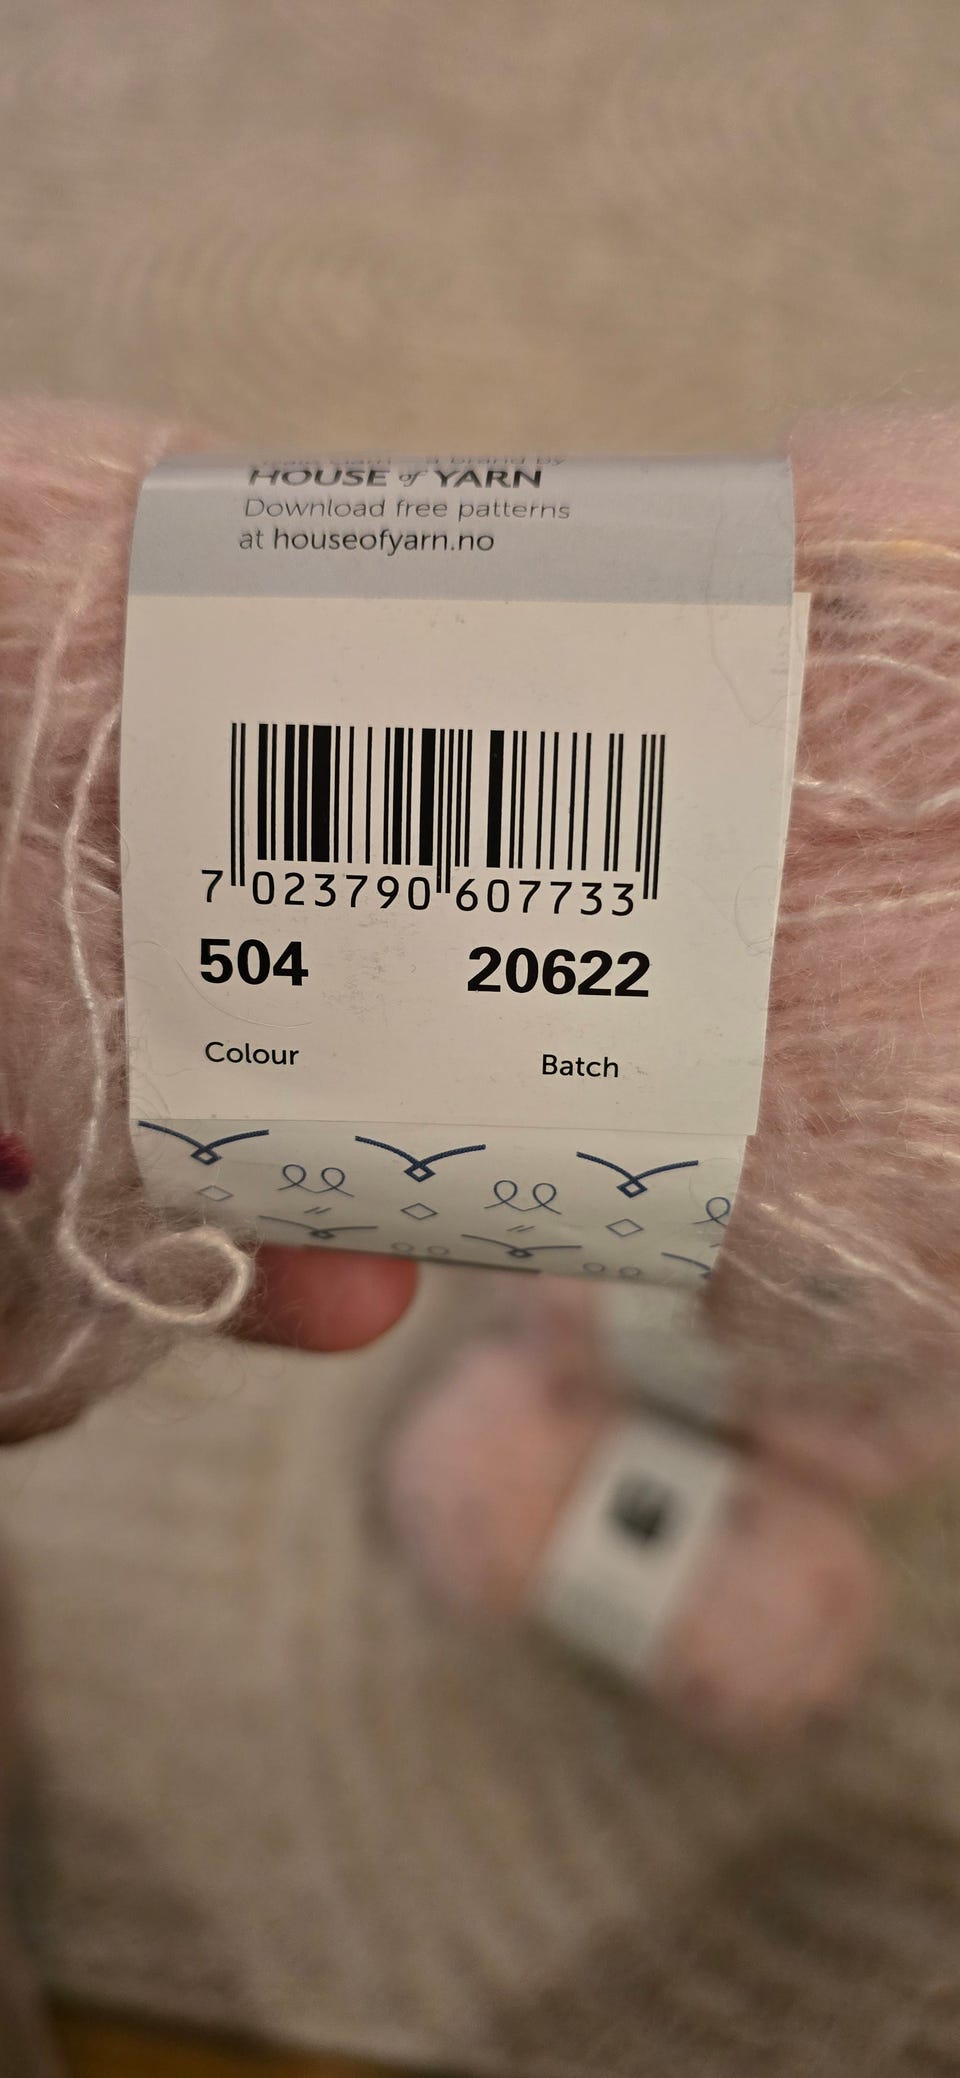 HOUSE of YARN
Download free patterns
at houseofyarn.no
7 023790 607733
504 20622
Colour Batch